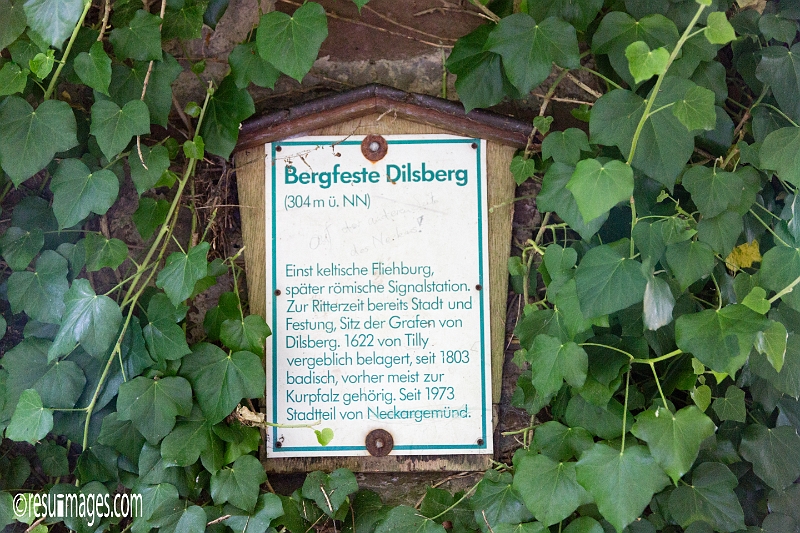 Bergfeste Dilsberg
(304 m ü. NN)
Einst keltische Fliehburg,
später römische Signalstation.
Zur Ritterzeit bereits Stadt und
Festung, Sitz der Grafen von
Dilsberg. 1622 von Tilly
vergeblich belagert, seit 1803
badisch, vorher meist zur
Kurpfalz gehörig. Seit 1973
Stadtteil von Neckargemünd.
©resuimages.com